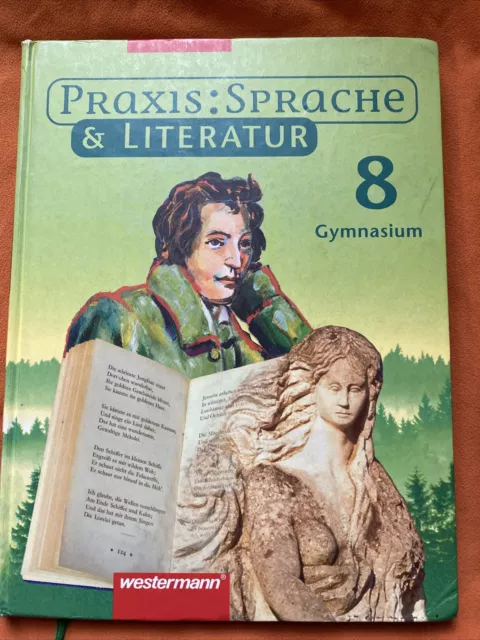 PRAXIS: SPRACHE
& LITERATUR
8
Gymnasium
Die schönste Jungfrau sitzet
Dort oben wunderbar,
Ihr goldnes Geschmeide blitzet,
Sie kämmt ihr goldenes Haar.
Sie kämmt es mit goldenem Kamme,
Und singt ein Lied dabei;
Das hat eine wundersame,
Gewaltige Melodei.
Den Schiffer im kleinen Schiffe
Ergreift es mit wildem Weh;
Er schaut nicht die Felsenriffe,
Er schaut nur hinauf in die Höh.
Ich glaube, die Wellen verschlingen
Am Ende Schiffer und Kahn;
Und das hat mit ihrem Singen
Die Lorelei getan.
* 124 *
westermann®